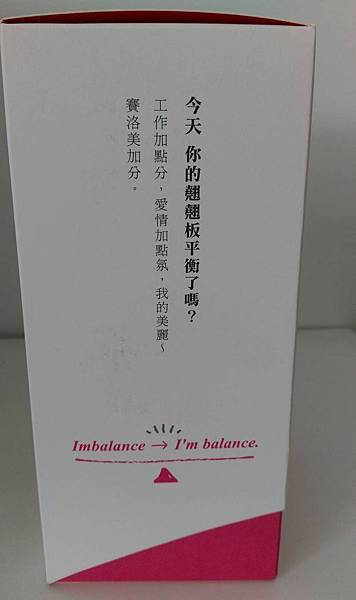 今天 你的翹翹板平衡了嗎？
工作加點分，愛情加點氛，我的美麗～
賽洛美加分。
Imbalance → I'm balance.